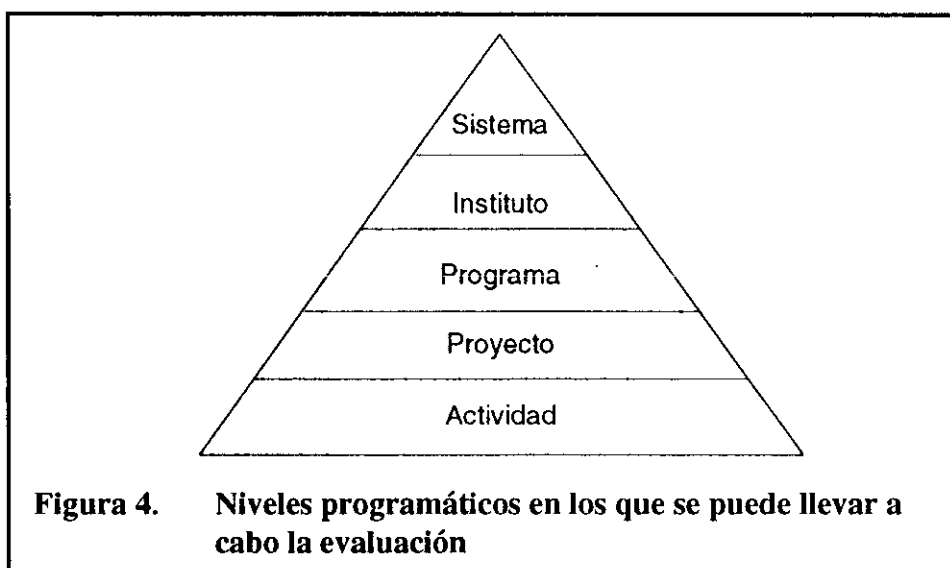 Sistema
Instituto
Programa
Proyecto
Actividad
Figura 4. Niveles programáticos en los que se puede llevar a
cabo la evaluación